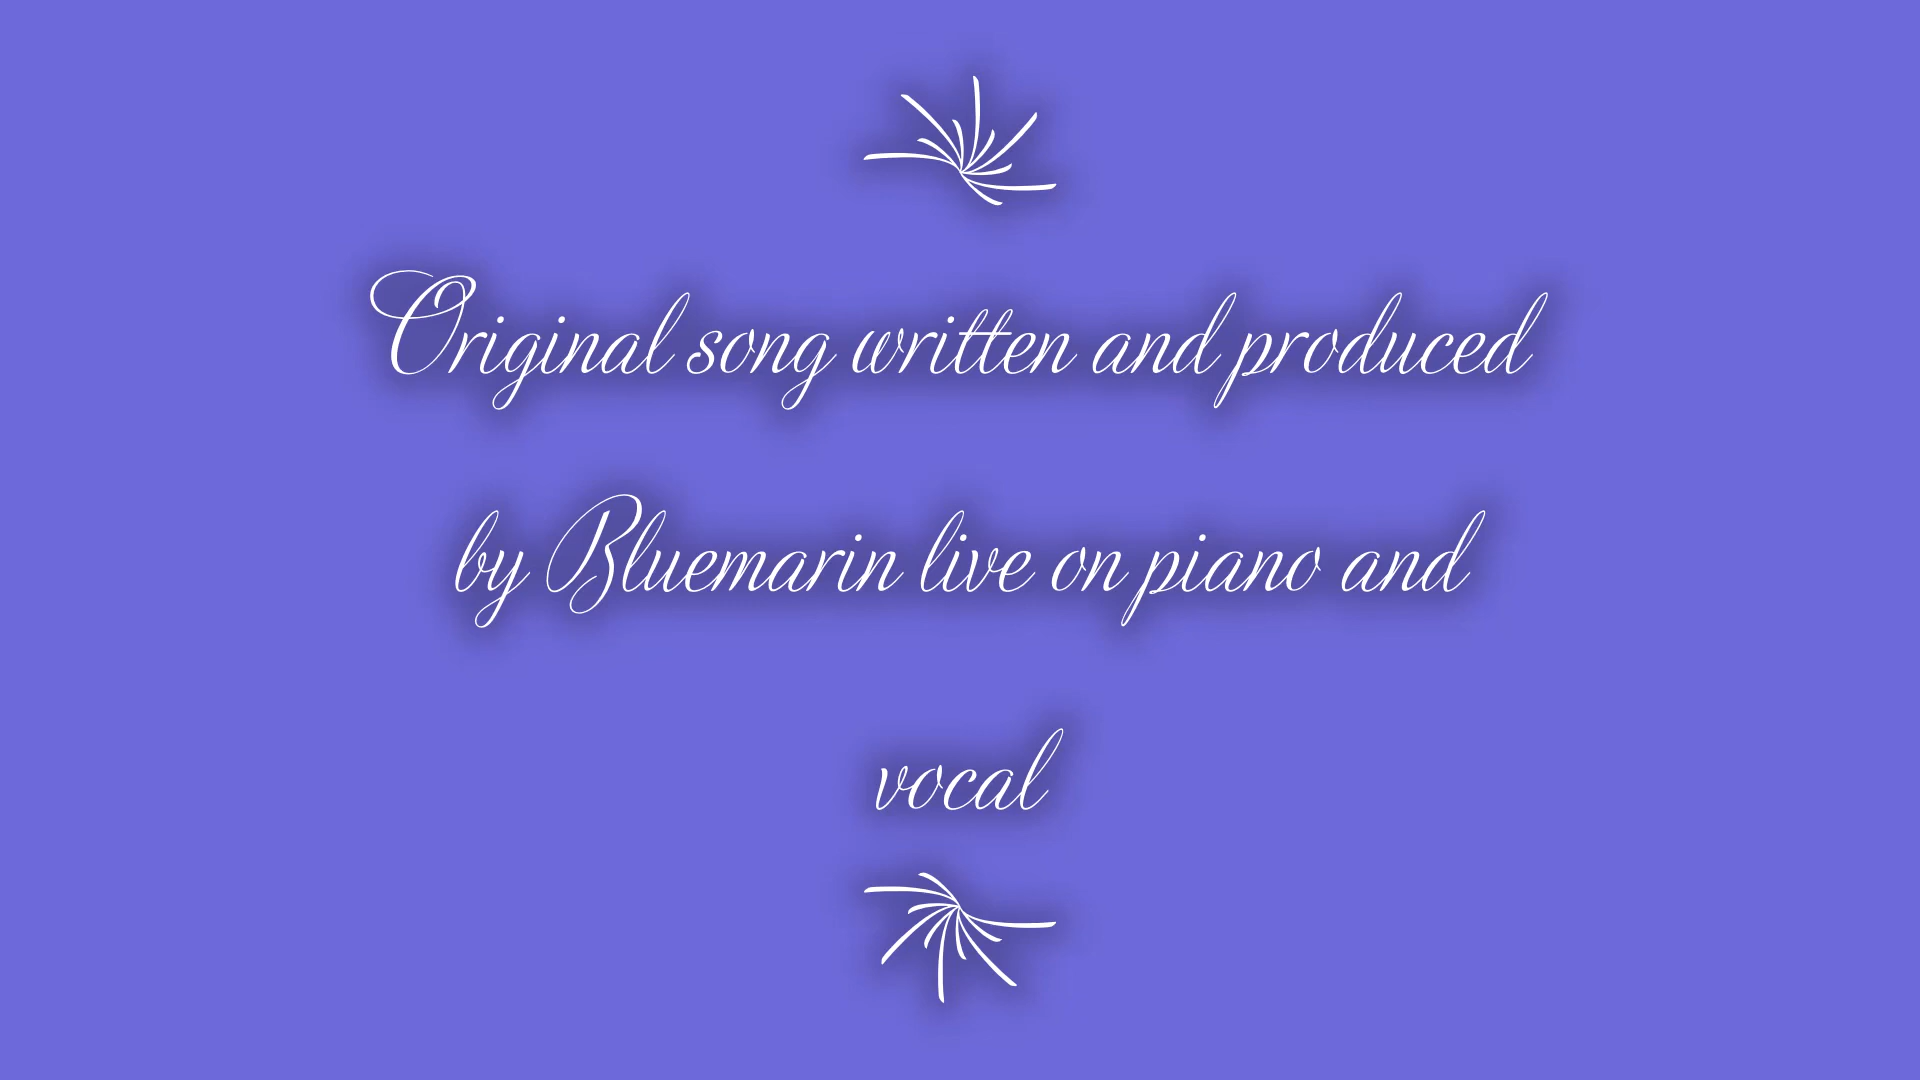 Original song written and produced
by Bluemarin live on piano and
vocal